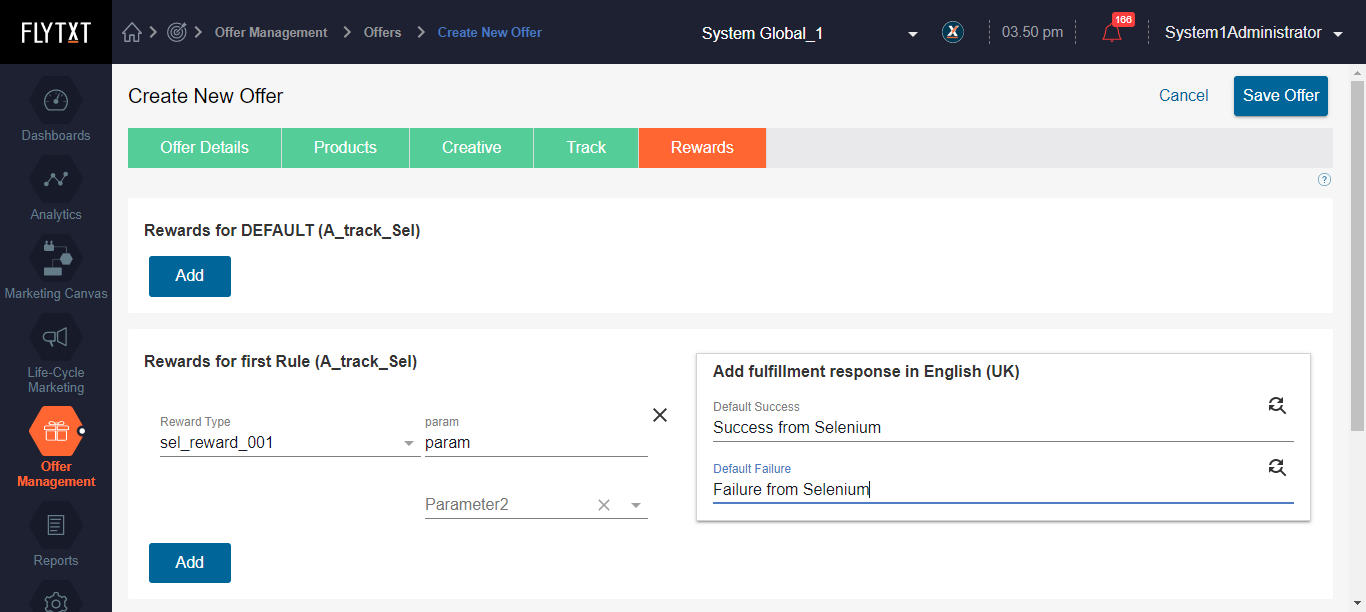 FLYTXT
Offer Management
Offers
Create New Offer
System Global_1
X
03.50 pm
166
System1Administrator
Dashboards
Analytics
Marketing Canvas
Life-Cycle
Marketing
Offer
Management
Reports
Create New Offer
Cancel
Save Offer
Offer Details
Products
Creative
Track
Rewards
?
Rewards for DEFAULT (A_track_Sel)
Add
Rewards for first Rule (A_track_Sel)
Reward Type
sel_reward_001
param
param
Parameter2
Add
Add fulfillment response in English (UK)
Default Success
Success from Selenium
Default Failure
Failure from Selenium